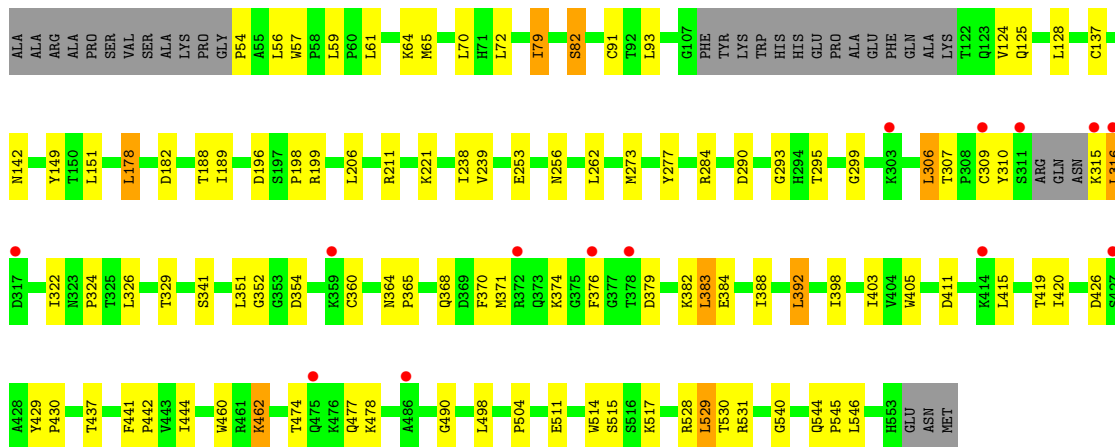 ALA ALA ARG ALA PRO SER VAL SER ALA LYS PRO GLY P54 A55 L56 W57 P58 L59 P60 L61 K64 M65 L70 H71 L72 I79 S82 C91 T92 L93 G107 PHE TYR LYS TRP HIS HIS GLU PRO ALA GLU PHE GLN ALA LYS T122 Q123 V124 Q125 L128 C137
N142 Y149 T150 L151 L178 D182 T188 I189 D196 S197 P198 R199 L206 R211 K221 I238 V239 E253 N256 L262 M273 Y277 R284 D290 G293 H294 T295 G299 K303 L306 T307 P308 C309 Y310 S311 ARG GLN ASN K315 L316
D317 I322 N323 P324 T325 L326 T329 S341 L351 G352 G353 D354 K359 C360 N364 P365 Q368 D369 F370 M371 R372 Q373 K374 G375 F376 G377 T378 D379 K382 L383 E384 I388 L392 I398 I403 V404 W405 D411 K414 L415 T419 I420 D426 S427
A428 Y429 P430 T437 F441 P442 V443 I444 W460 R461 K462 T474 Q475 K476 Q477 K478 A486 G490 L498 P504 E511 W514 S515 S516 K517 R528 L529 T530 R531 G540 Q544 P545 L546 H553 GLU ASN MET